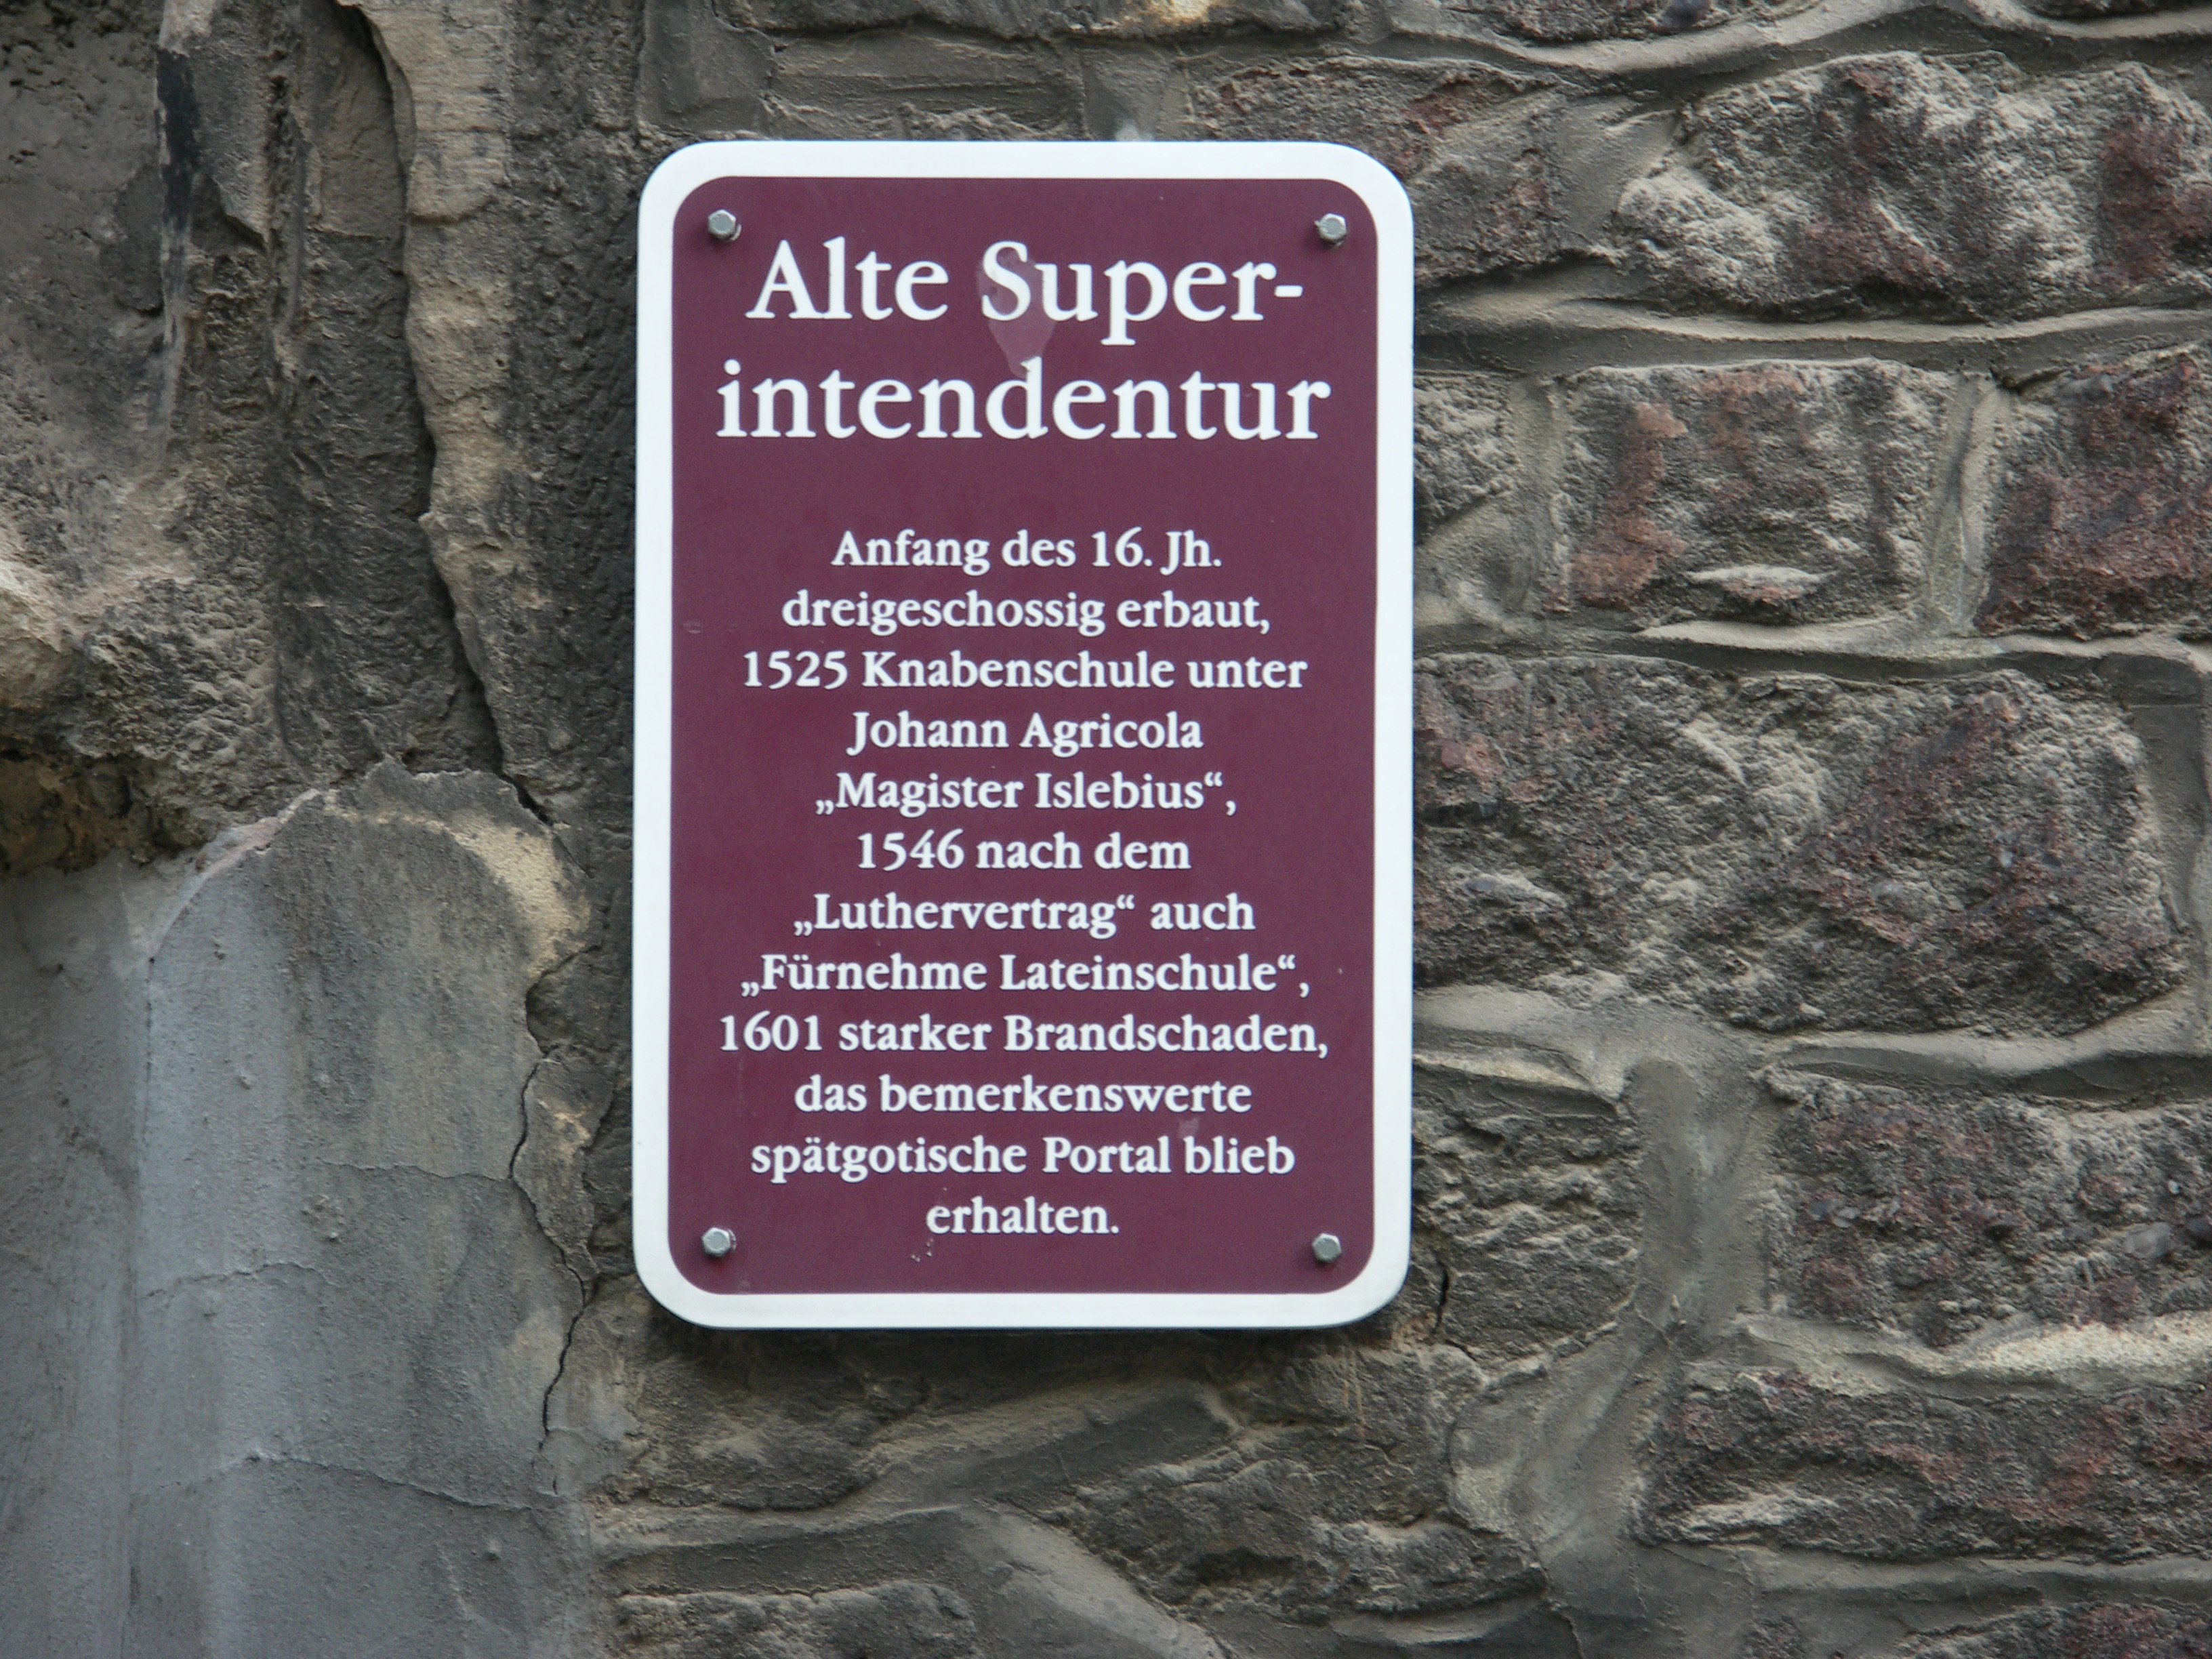 Alte Super-
intendentur
Anfang des 16. Jh.
dreigeschossig erbaut,
1525 Knabenschule unter
Johann Agricola
„Magister Islebius“,
1546 nach dem
„Luthervertrag“ auch
„Fürnehme Lateinschule“,
1601 starker Brandschaden,
das bemerkenswerte
spätgotische Portal blieb
erhalten.